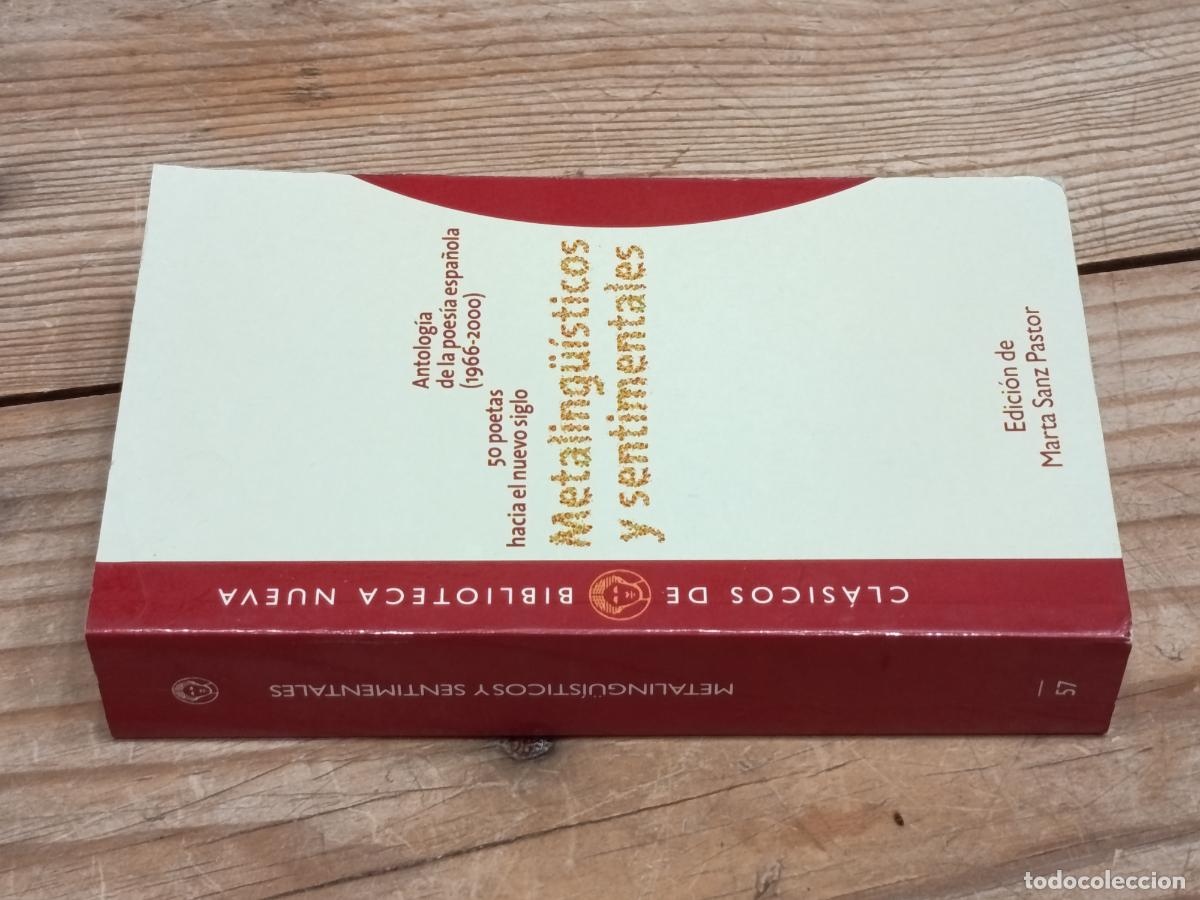 Antología
de la poesía española
(1966-2000)
50 poetas
hacia el nuevo siglo
Metalingüísticos
y sentimentales
Edición de
Marta Sanz Pastor
CLÁSICOS DE BIBLIOTECA NUEVA
METALINGÜÍSTICOS Y SENTIMENTALES
57
todocoleccion